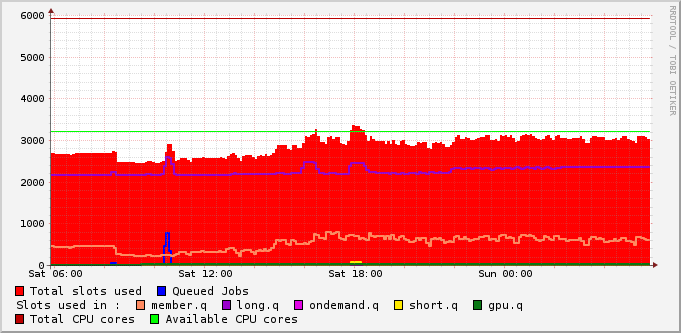 6000
5000
4000
3000
2000
1000
0
Sat 06:00 Sat 12:00 Sat 18:00 Sun 00:00
RRDTOOL / TOBI OETIKER
Total slots used Queued Jobs
Slots used in : member.q long.q ondemand.q short.q gpu.q
Total CPU cores Available CPU cores